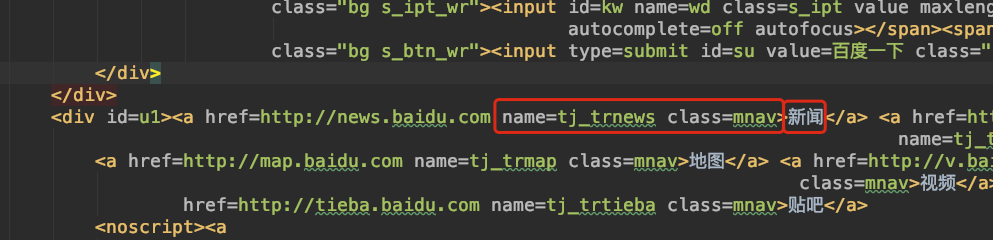 class="bg s_ipt_wr"><input id=kw name=wd class=s_ipt value maxleng
autocomplete=off autofocus></span><span
class="bg s_btn_wr"><input type=submit id=su value=百度一下 class="
</div>
</div>
<div id=u1><a href=http://news.baidu.com name=tj_trnews class=mnav>新闻</a> <a href=htt
name=tj_t
<a href=http://map.baidu.com name=tj_trmap class=mnav>地图</a> <a href=http://v.bai
class=mnav>视频</a>
href=http://tieba.baidu.com name=tj_trtieba class=mnav>贴吧</a>
<noscript><a